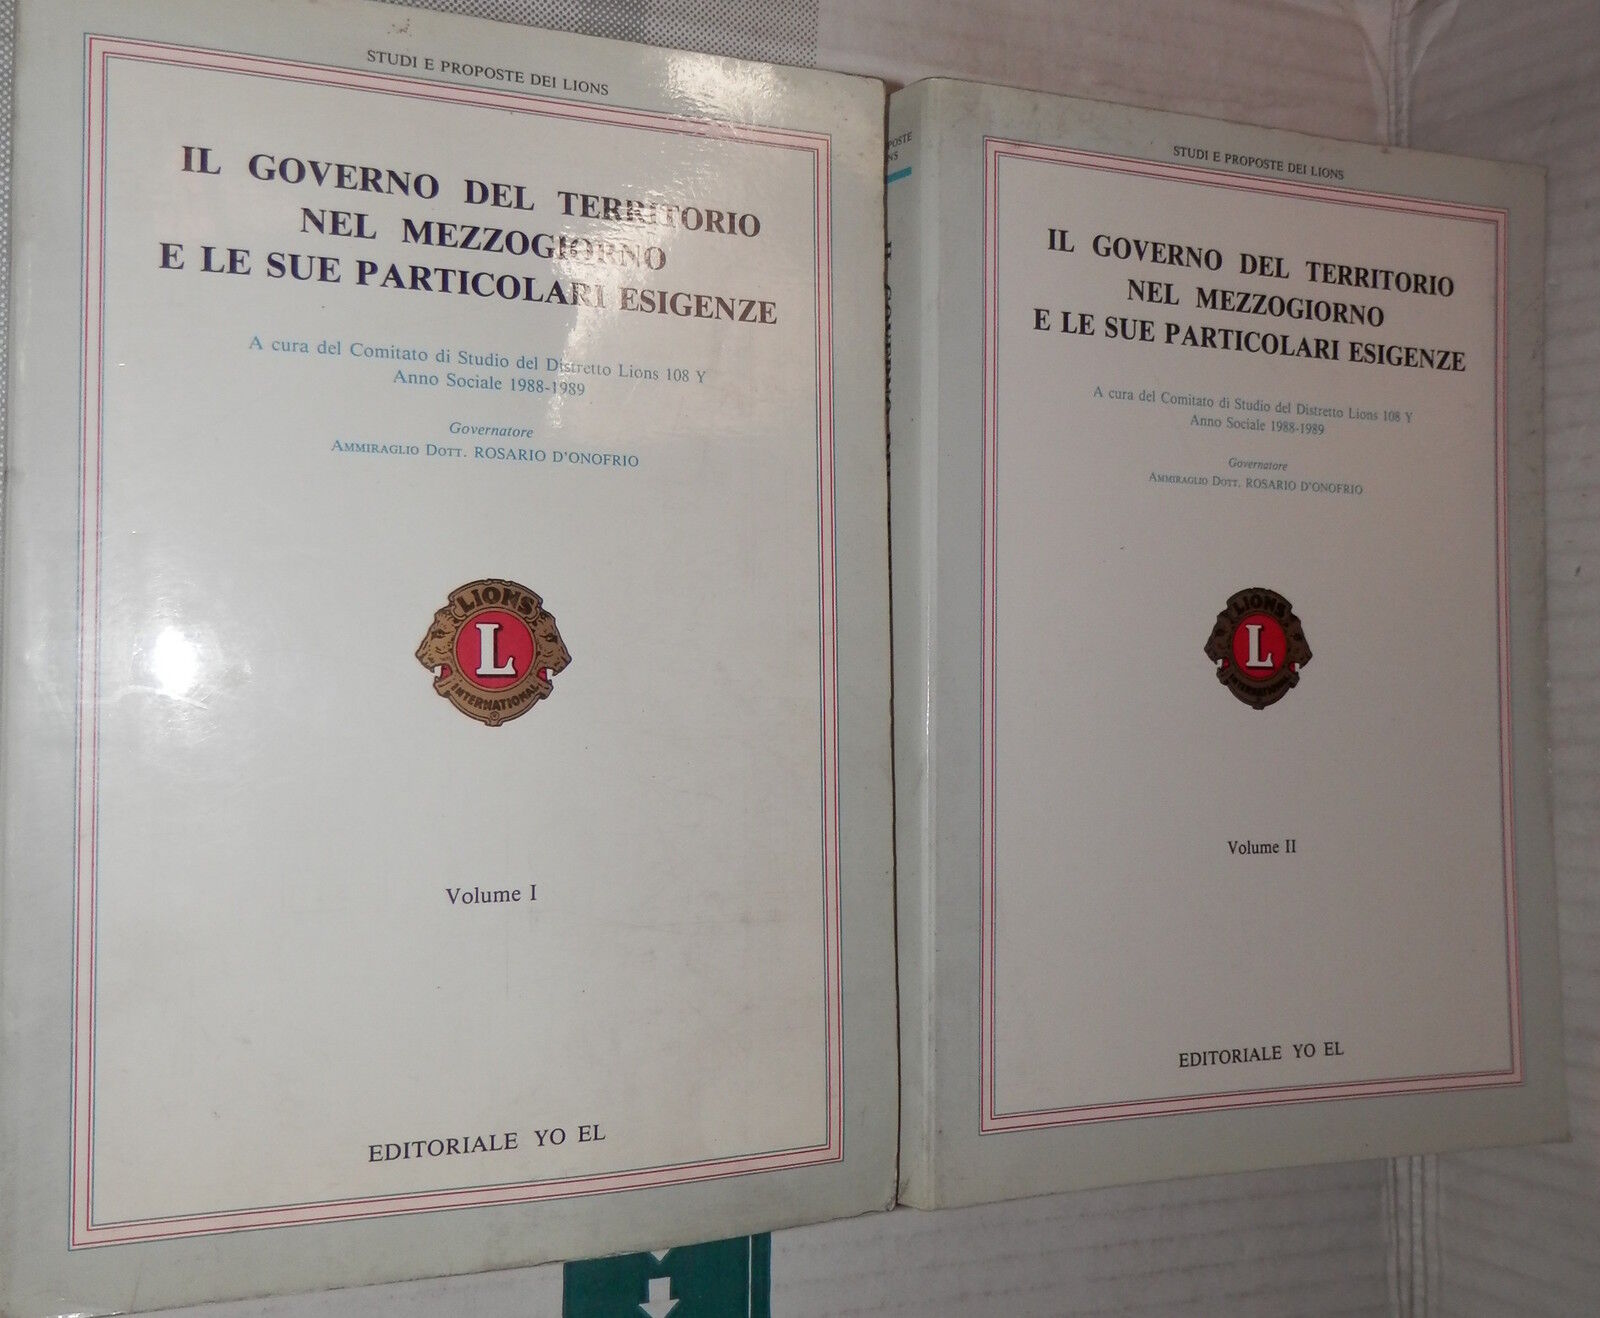 STUDI E PROPOSTE DEI LIONS
IL GOVERNO DEL TERRITORIO
NEL MEZZOGIORNO
E LE SUE PARTICOLARI ESIGENZE
A cura del Comitato di Studio del Distretto Lions 108 Y
Anno Sociale 1988-1989
Governatore
AMMIRAGLIO DOTT. ROSARIO D'ONOFRIO
LIONS
L
INTERNATIONAL
Volume I
EDITORIALE YO EL
STUDI E PROPOSTE DEI LIONS
IL GOVERNO DEL TERRITORIO
NEL MEZZOGIORNO
E LE SUE PARTICOLARI ESIGENZE
A cura del Comitato di Studio del Distretto Lions 108 Y
Anno Sociale 1988-1989
Governatore
AMMIRAGLIO DOTT. ROSARIO D'ONOFRIO
LIONS
L
INTERNATIONAL
Volume II
EDITORIALE YO EL